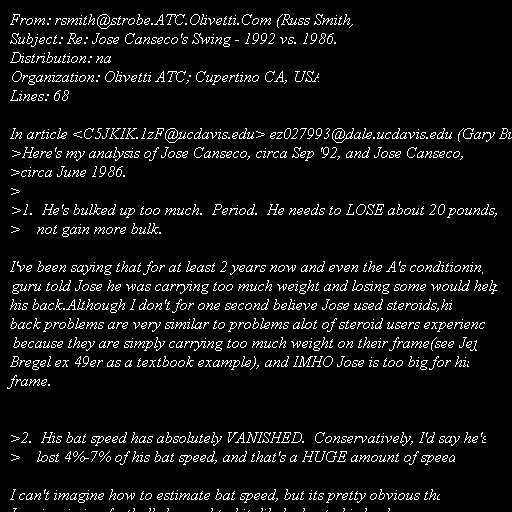 From: rsmith@strobe.ATC.Olivetti.Com (Russ Smith)
Subject: Re: Jose Canseco's Swing - 1992 vs. 1986.
Distribution: na
Organization: Olivetti ATC; Cupertino CA, USA
Lines: 68

In article <C5JKIK.1zF@ucdavis.edu> ez027993@dale.ucdavis.edu (Gary Bu
>Here's my analysis of Jose Canseco, circa Sep '92, and Jose Canseco,
>circa June 1986.
>
>1.  He's bulked up too much.  Period.  He needs to LOSE about 20 pounds,
>    not gain more bulk.

I've been saying that for at least 2 years now and even the A's conditionin
guru told Jose he was carrying too much weight and losing some would help
his back.Although I don't for one second believe Jose used steroids,hi
back problems are very similar to problems alot of steroid users experienc
because they are simply carrying too much weight on their frame(see Je
Bregel ex 49er as a textbook example), and IMHO Jose is too big for hi
frame.


>2.  His bat speed has absolutely VANISHED.  Conservatively, I'd say he's
>    lost 4%-7% of his bat speed, and that's a HUGE amount of speed

I can't imagine how to estimate bat speed, but its pretty obvious tha